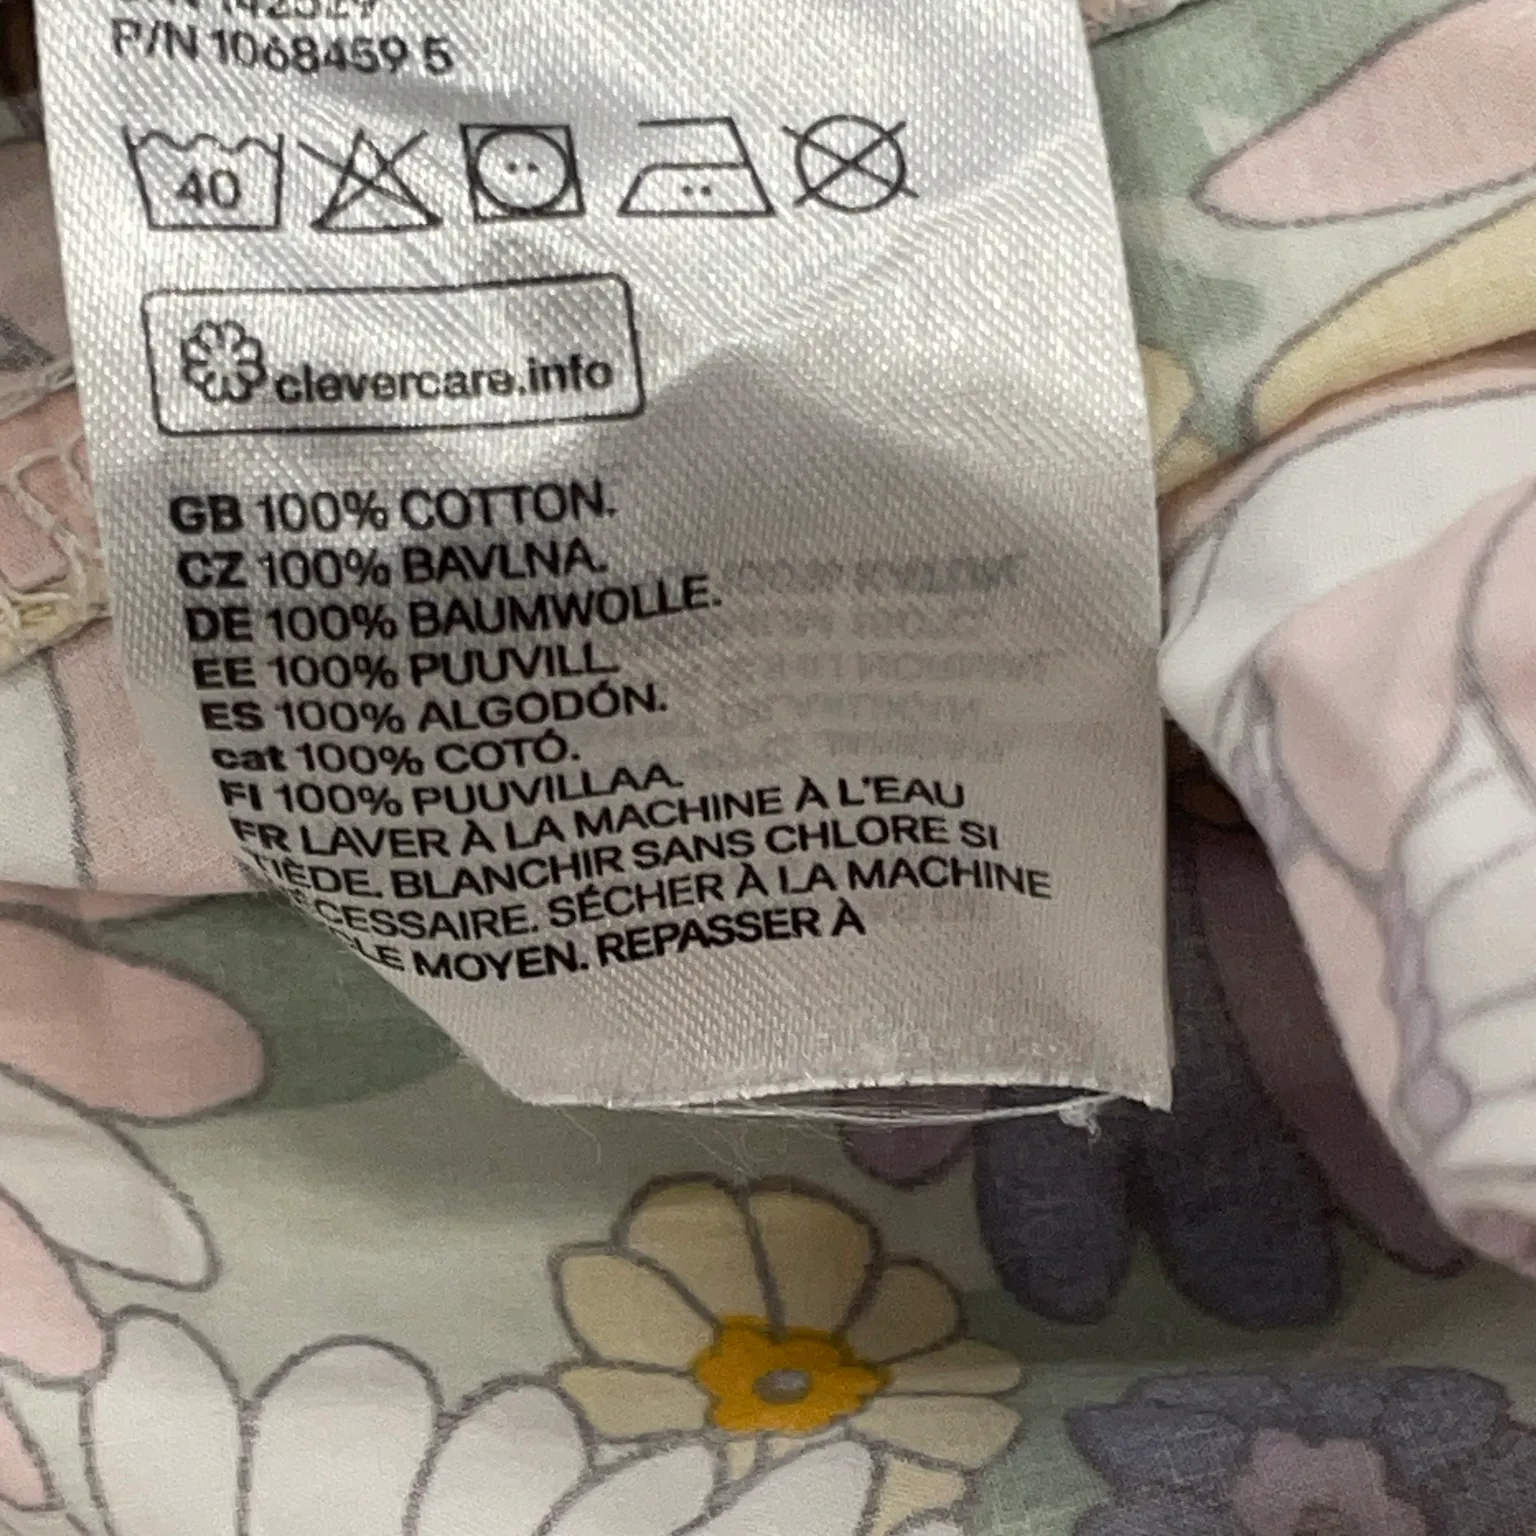 P/N 1068459 5
40
clevercare.info
GB 100% COTTON.
CZ 100% BAVLNA.
DE 100% BAUMWOLLE.
EE 100% PUUVILL.
ES 100% ALGODÓN.
cat 100% COTÓ.
FI 100% PUUVILLAA.
FR LAVER À LA MACHINE À L'EAU
TIÈDE. BLANCHIR SANS CHLORE SI
CESSAIRE. SÉCHER À LA MACHINE
LE MOYEN. REPASSER À